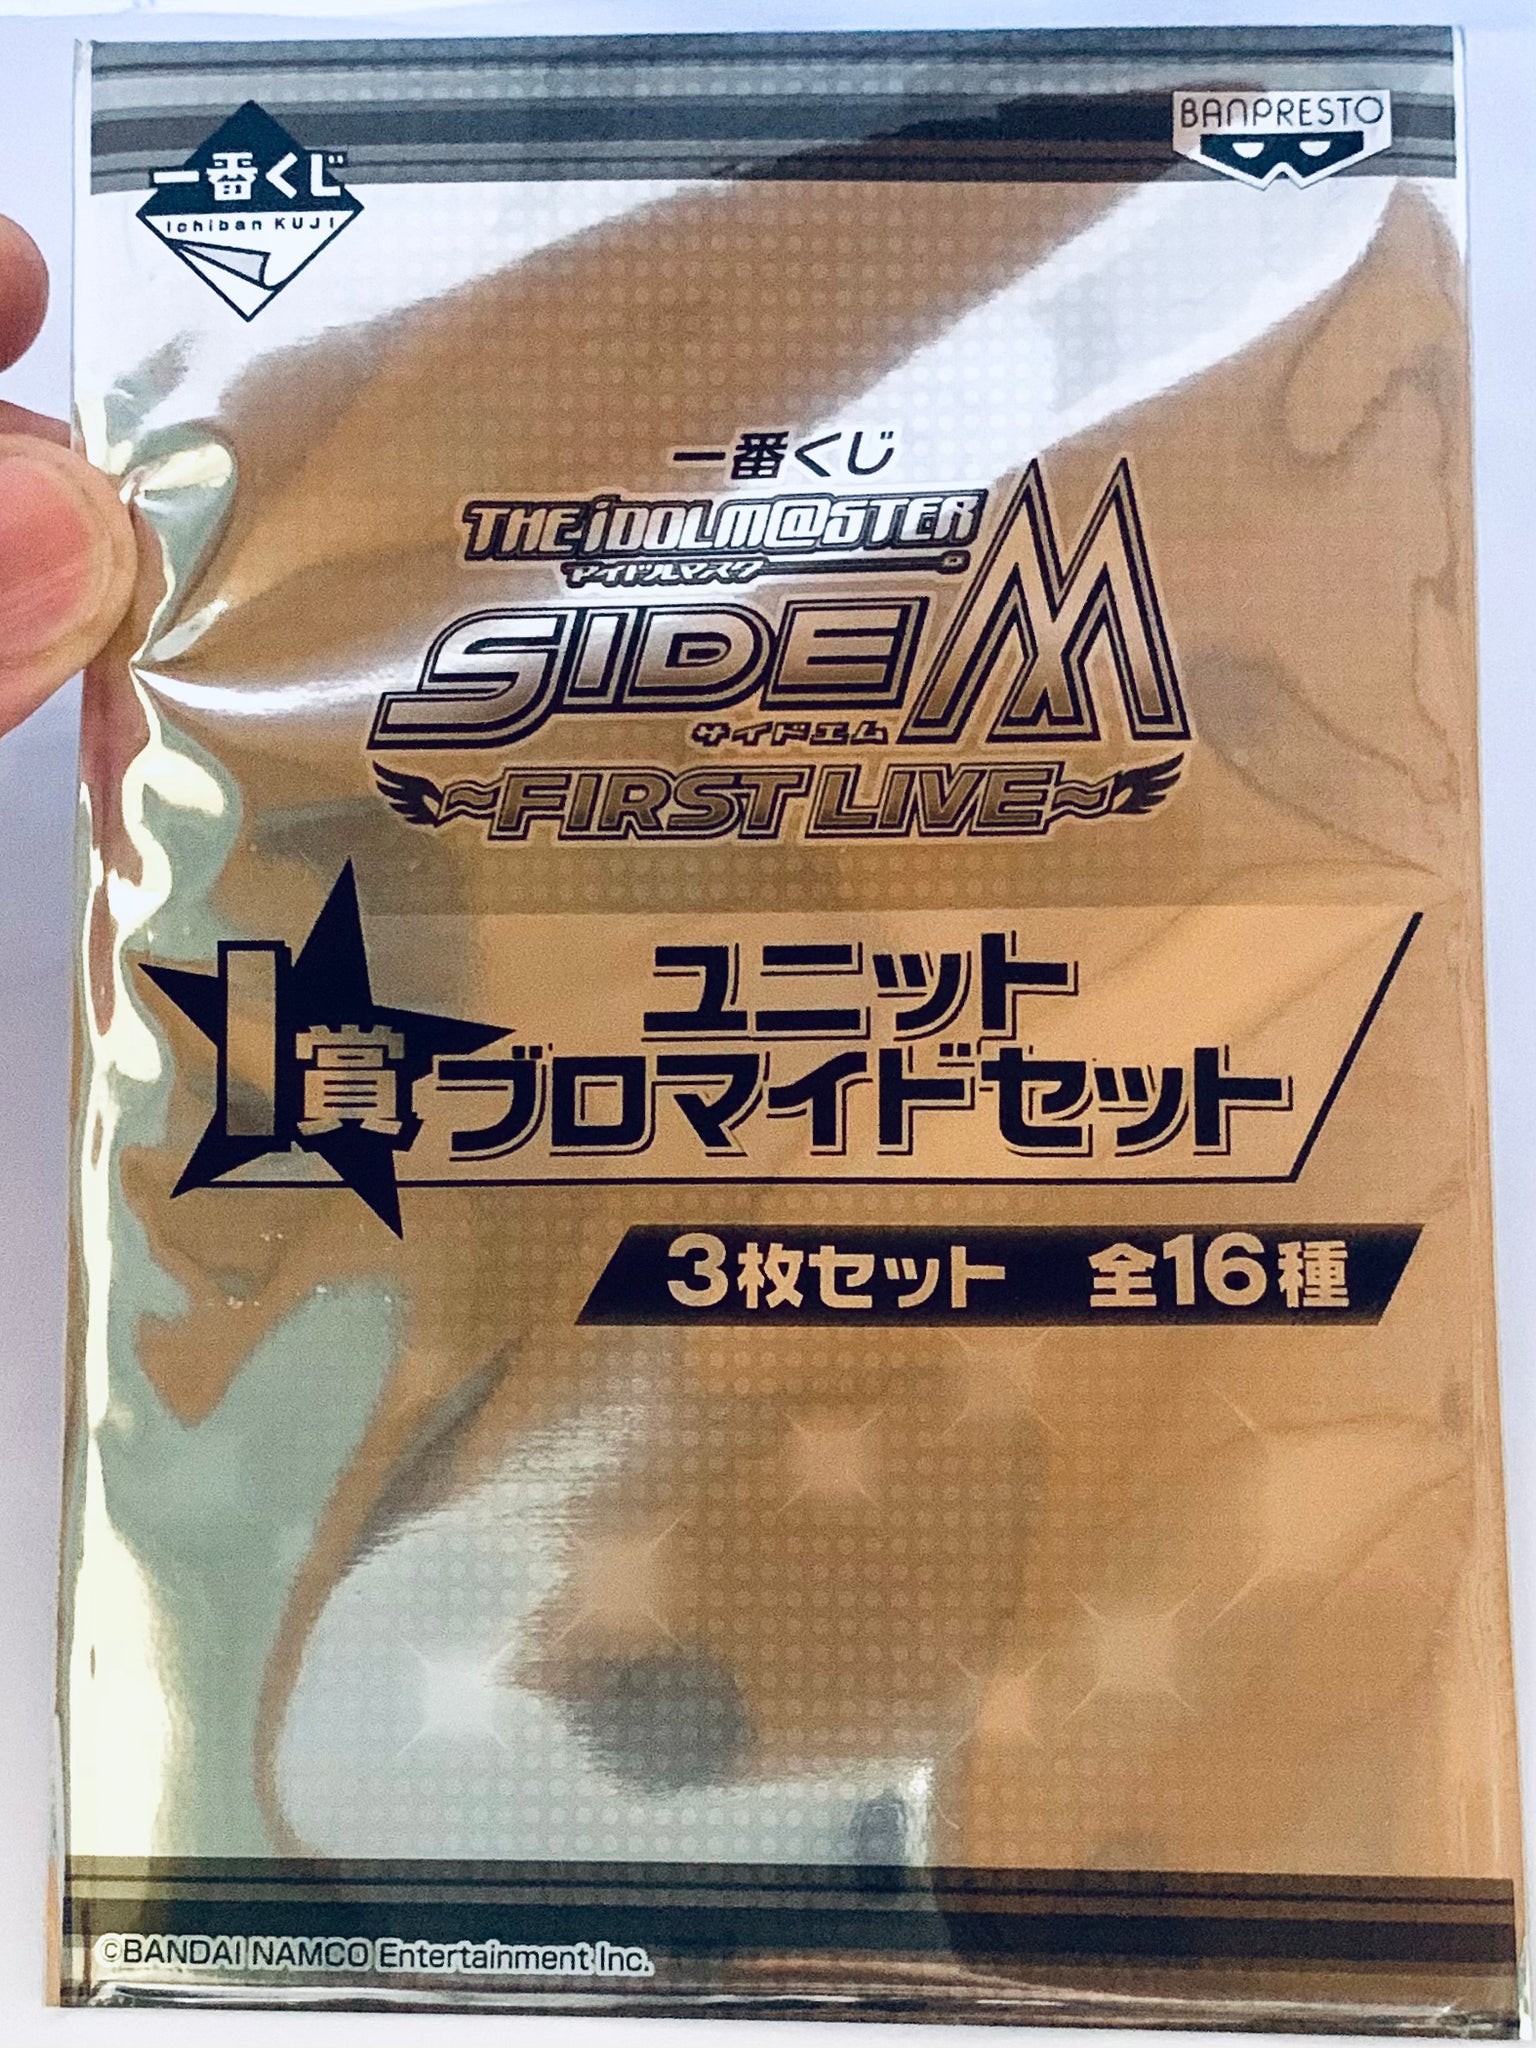 一番くじ
Ichiban KUJI
BANPRESTO
一番くじ
THE iDOLM@STER
アイドルマスター
SIDEM
サイドエム
～FIRST LIVE～
I賞
ユニット
ブロマイドセット
3枚セット 全16種
©BANDAI NAMCO Entertainment Inc.